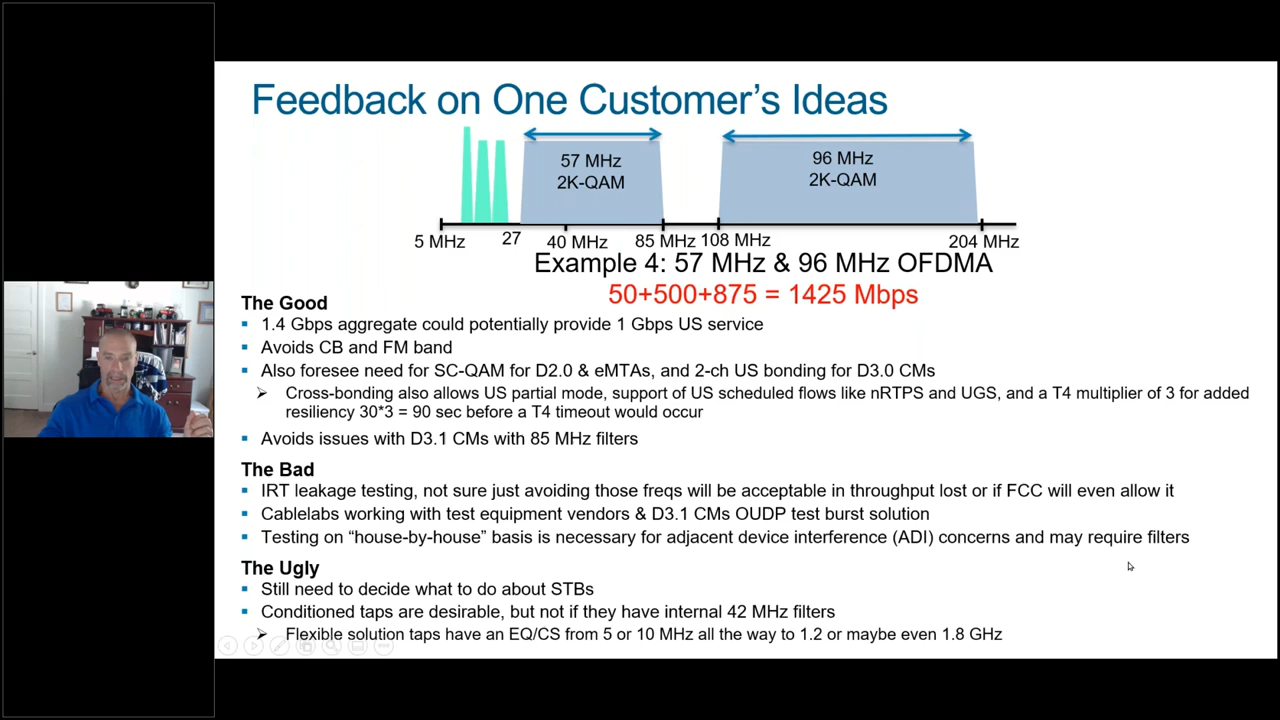 Feedback on One Customer's Ideas
57 MHz
2K-QAM
96 MHz
2K-QAM
5 MHz 27 40 MHz 85 MHz 108 MHz 204 MHz
Example 4: 57 MHz & 96 MHz OFDMA
50+500+875 = 1425 Mbps
The Good
1.4 Gbps aggregate could potentially provide 1 Gbps US service
Avoids CB and FM band
Also foresee need for SC-QAM for D2.0 & eMTAs, and 2-ch US bonding for D3.0 CMs
Cross-bonding also allows US partial mode, support of US scheduled flows like nRTPS and UGS, and a T4 multiplier of 3 for added
resiliency 30*3 = 90 sec before a T4 timeout would occur
Avoids issues with D3.1 CMs with 85 MHz filters
The Bad
IRT leakage testing, not sure just avoiding those freqs will be acceptable in throughput lost or if FCC will even allow it
Cablelabs working with test equipment vendors & D3.1 CMs OUDP test burst solution
Testing on "house-by-house" basis is necessary for adjacent device interference (ADI) concerns and may require filters
The Ugly
Still need to decide what to do about STBs
Conditioned taps are desirable, but not if they have internal 42 MHz filters
Flexible solution taps have an EQ/CS from 5 or 10 MHz all the way to 1.2 or maybe even 1.8 GHz